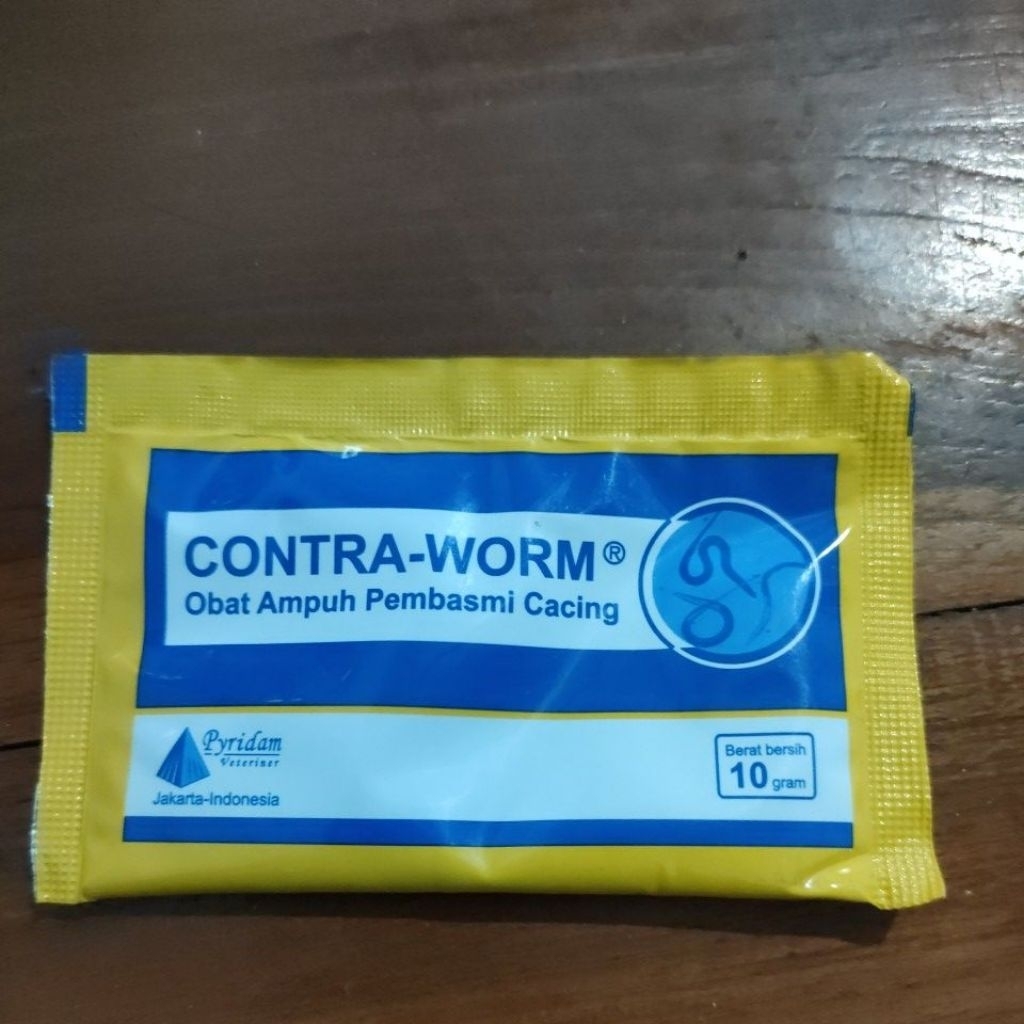 CONTRA-WORM®
Obat Ampuh Pembasmi Cacing
Pyridam
Veteriner
Jakarta-Indonesia
Berat bersih
10 gram